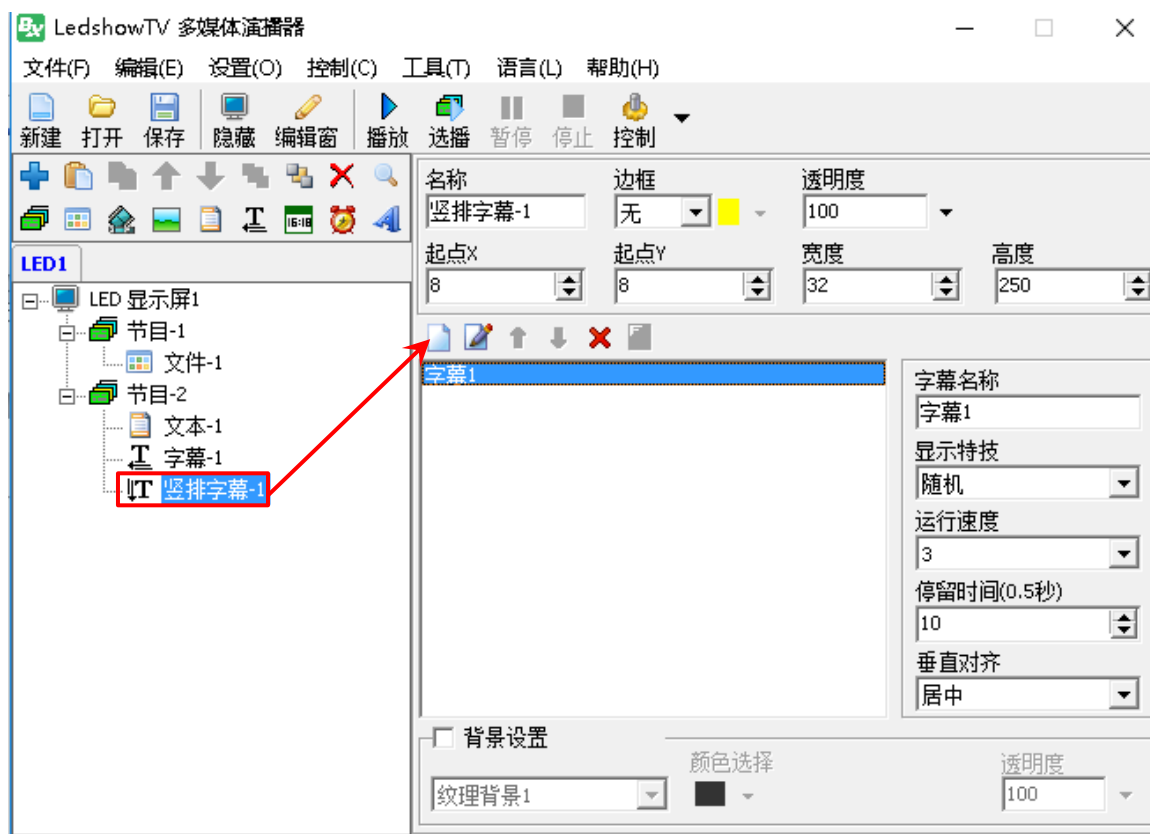 LedshowTV 多媒体演播器
文件(F) 编辑(E) 设置(O) 控制(C) 工具(T) 语言(L) 帮助(H)
新建 打开 保存 隐藏 编辑窗 播放 选播 暂停 停止 控制
16:18
LED1
LED 显示屏1
节目-1
文件-1
节目-2
文本-1
字幕-1
竖排字幕-1
名称 边框 透明度
竖排字幕-1 无 100
起点X 起点Y 宽度 高度
8 8 32 250
字幕1
字幕名称
字幕1
显示特技
随机
运行速度
3
停留时间(0.5秒)
10
垂直对齐
居中
背景设置
颜色选择 透明度
纹理背景1 100